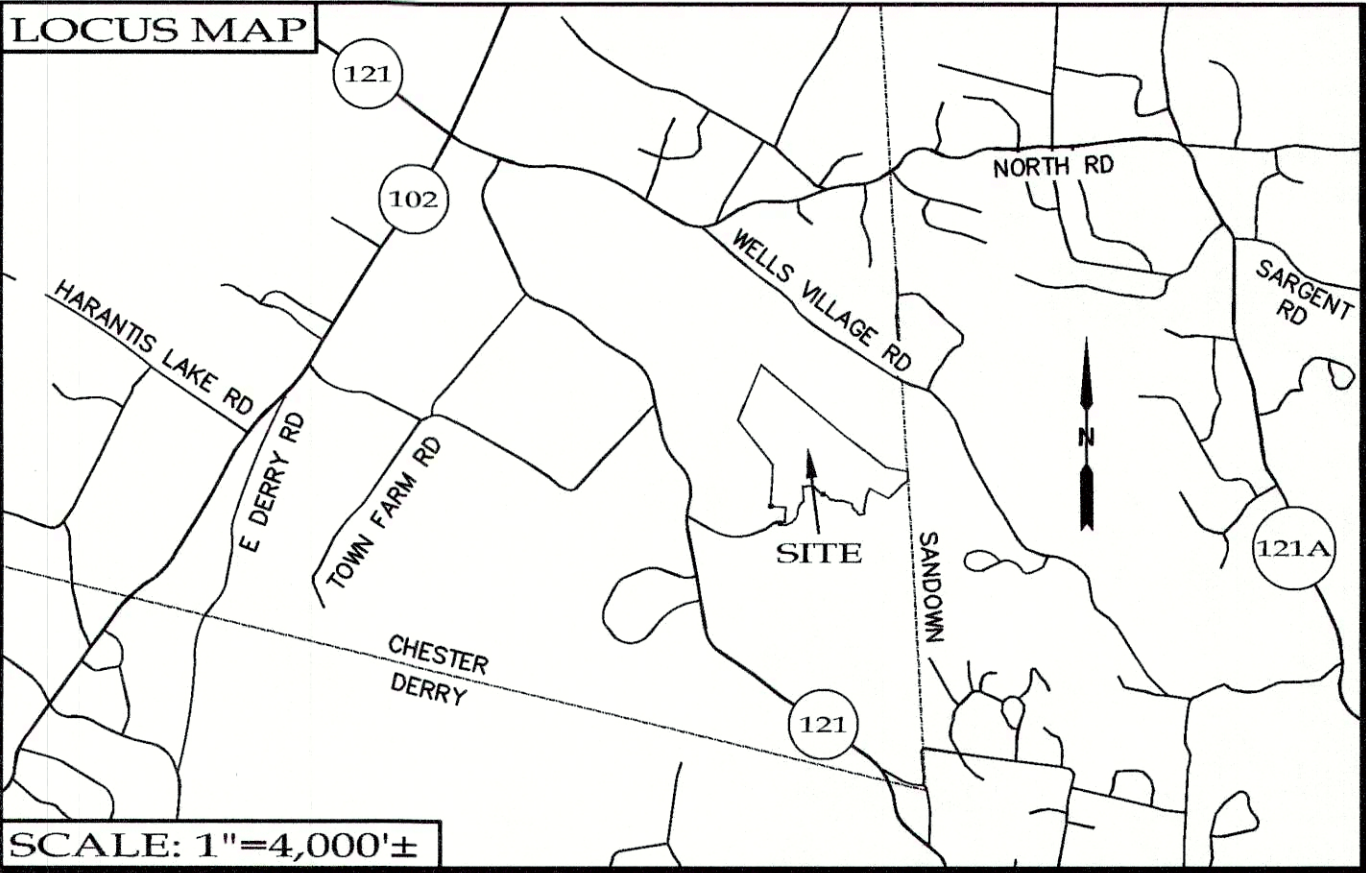 LOCUS MAP
121
102
NORTH RD
WELLS VILLAGE RD
SARGENT
RD
HARANTIS LAKE RD
E DERRY RD
TOWN FARM RD
N
SITE
SANDOWN
121A
CHESTER
DERRY
121
SCALE: 1"=4,000'±